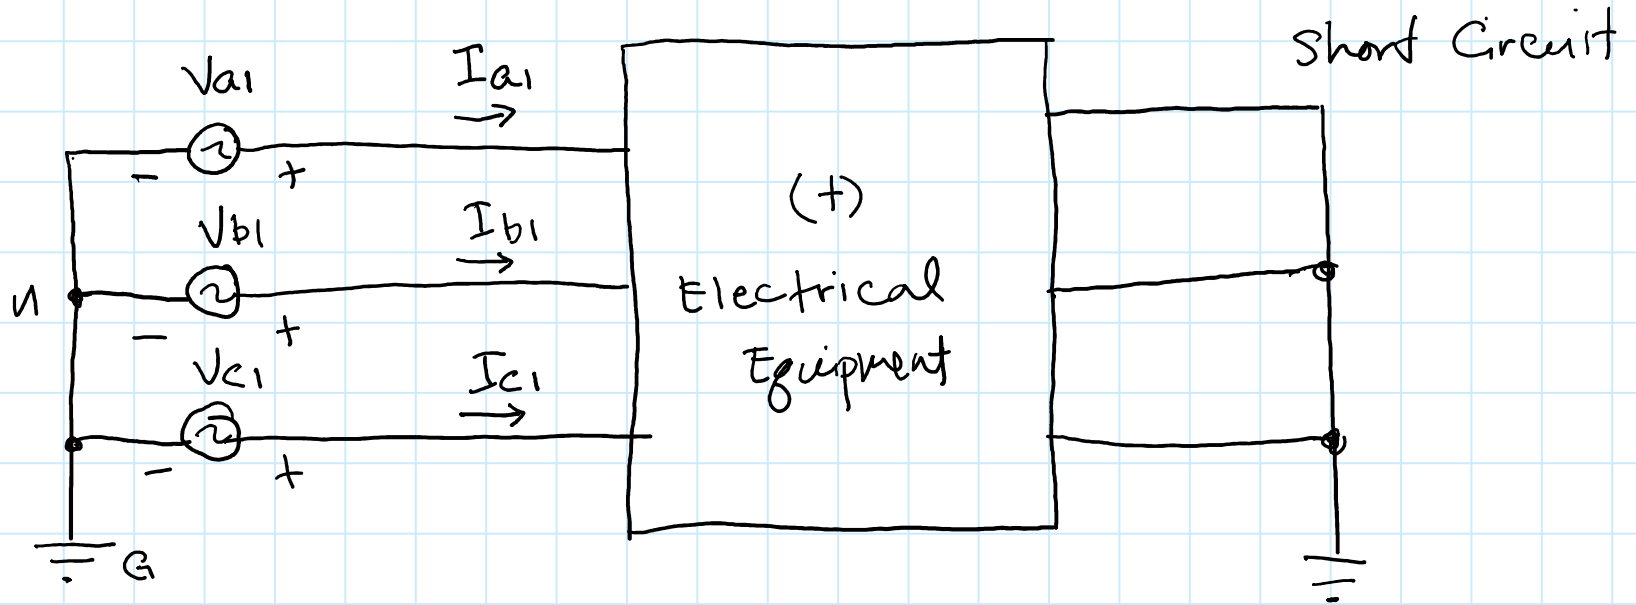 Short Circuit
Va1
Ia1
+
-
(+)
Vb1
Ib1
n
+
-
Electrical
Equipment
Vc1
Ic1
-
+
G